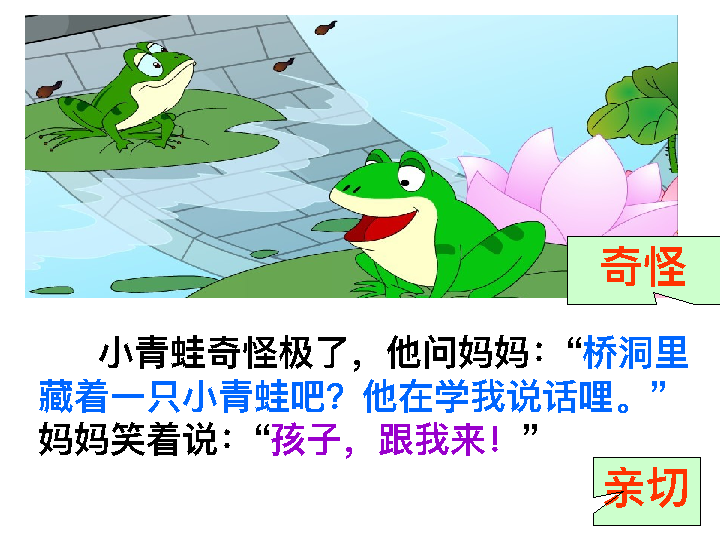 奇怪
小青蛙奇怪极了，他问妈妈：“桥洞里
藏着一只小青蛙吧？他在学我说话哩。”
妈妈笑着说：“孩子，跟我来！”
亲切